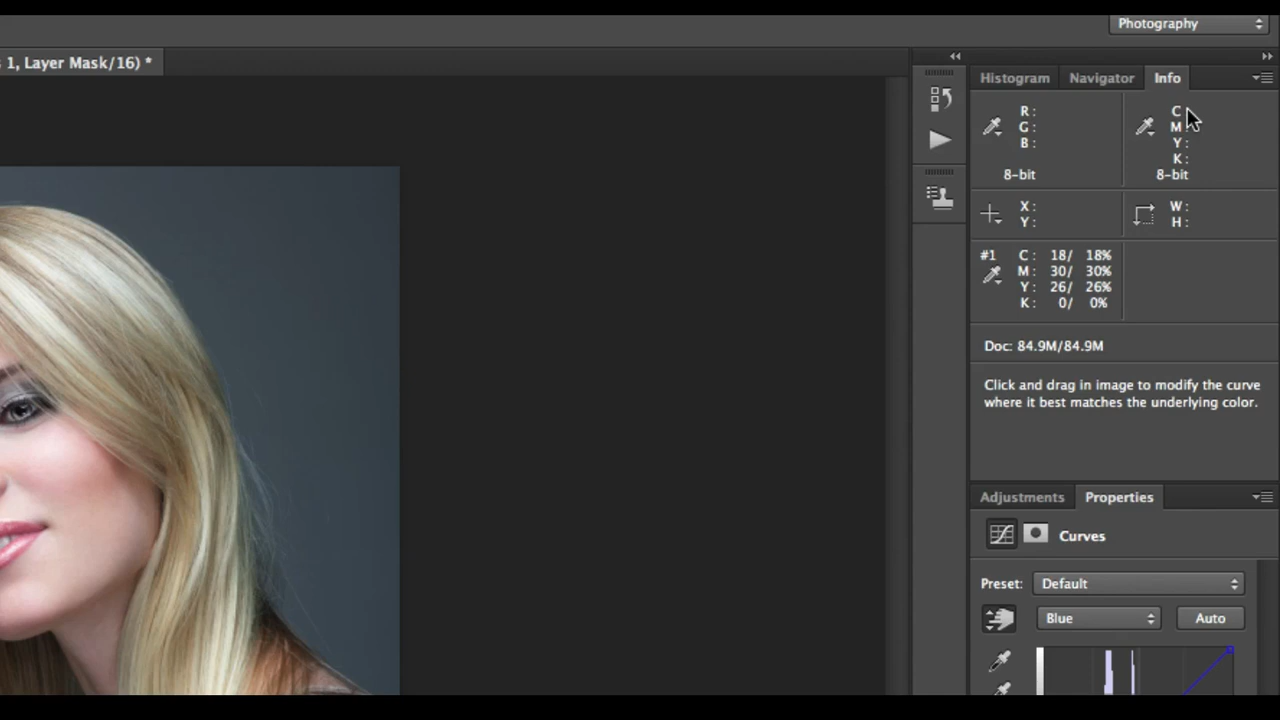 Photography
s 1, Layer Mask/16) *
Histogram Navigator Info
R :
G :
B :
8-bit
C
M
Y :
K :
8-bit
X :
Y :
W :
H :
#1 C : 18/ 18%
M : 30/ 30%
Y : 26/ 26%
K : 0/ 0%
Doc: 84.9M/84.9M
Click and drag in image to modify the curve
where it best matches the underlying color.
Adjustments Properties
Curves
Preset: Default
Blue Auto